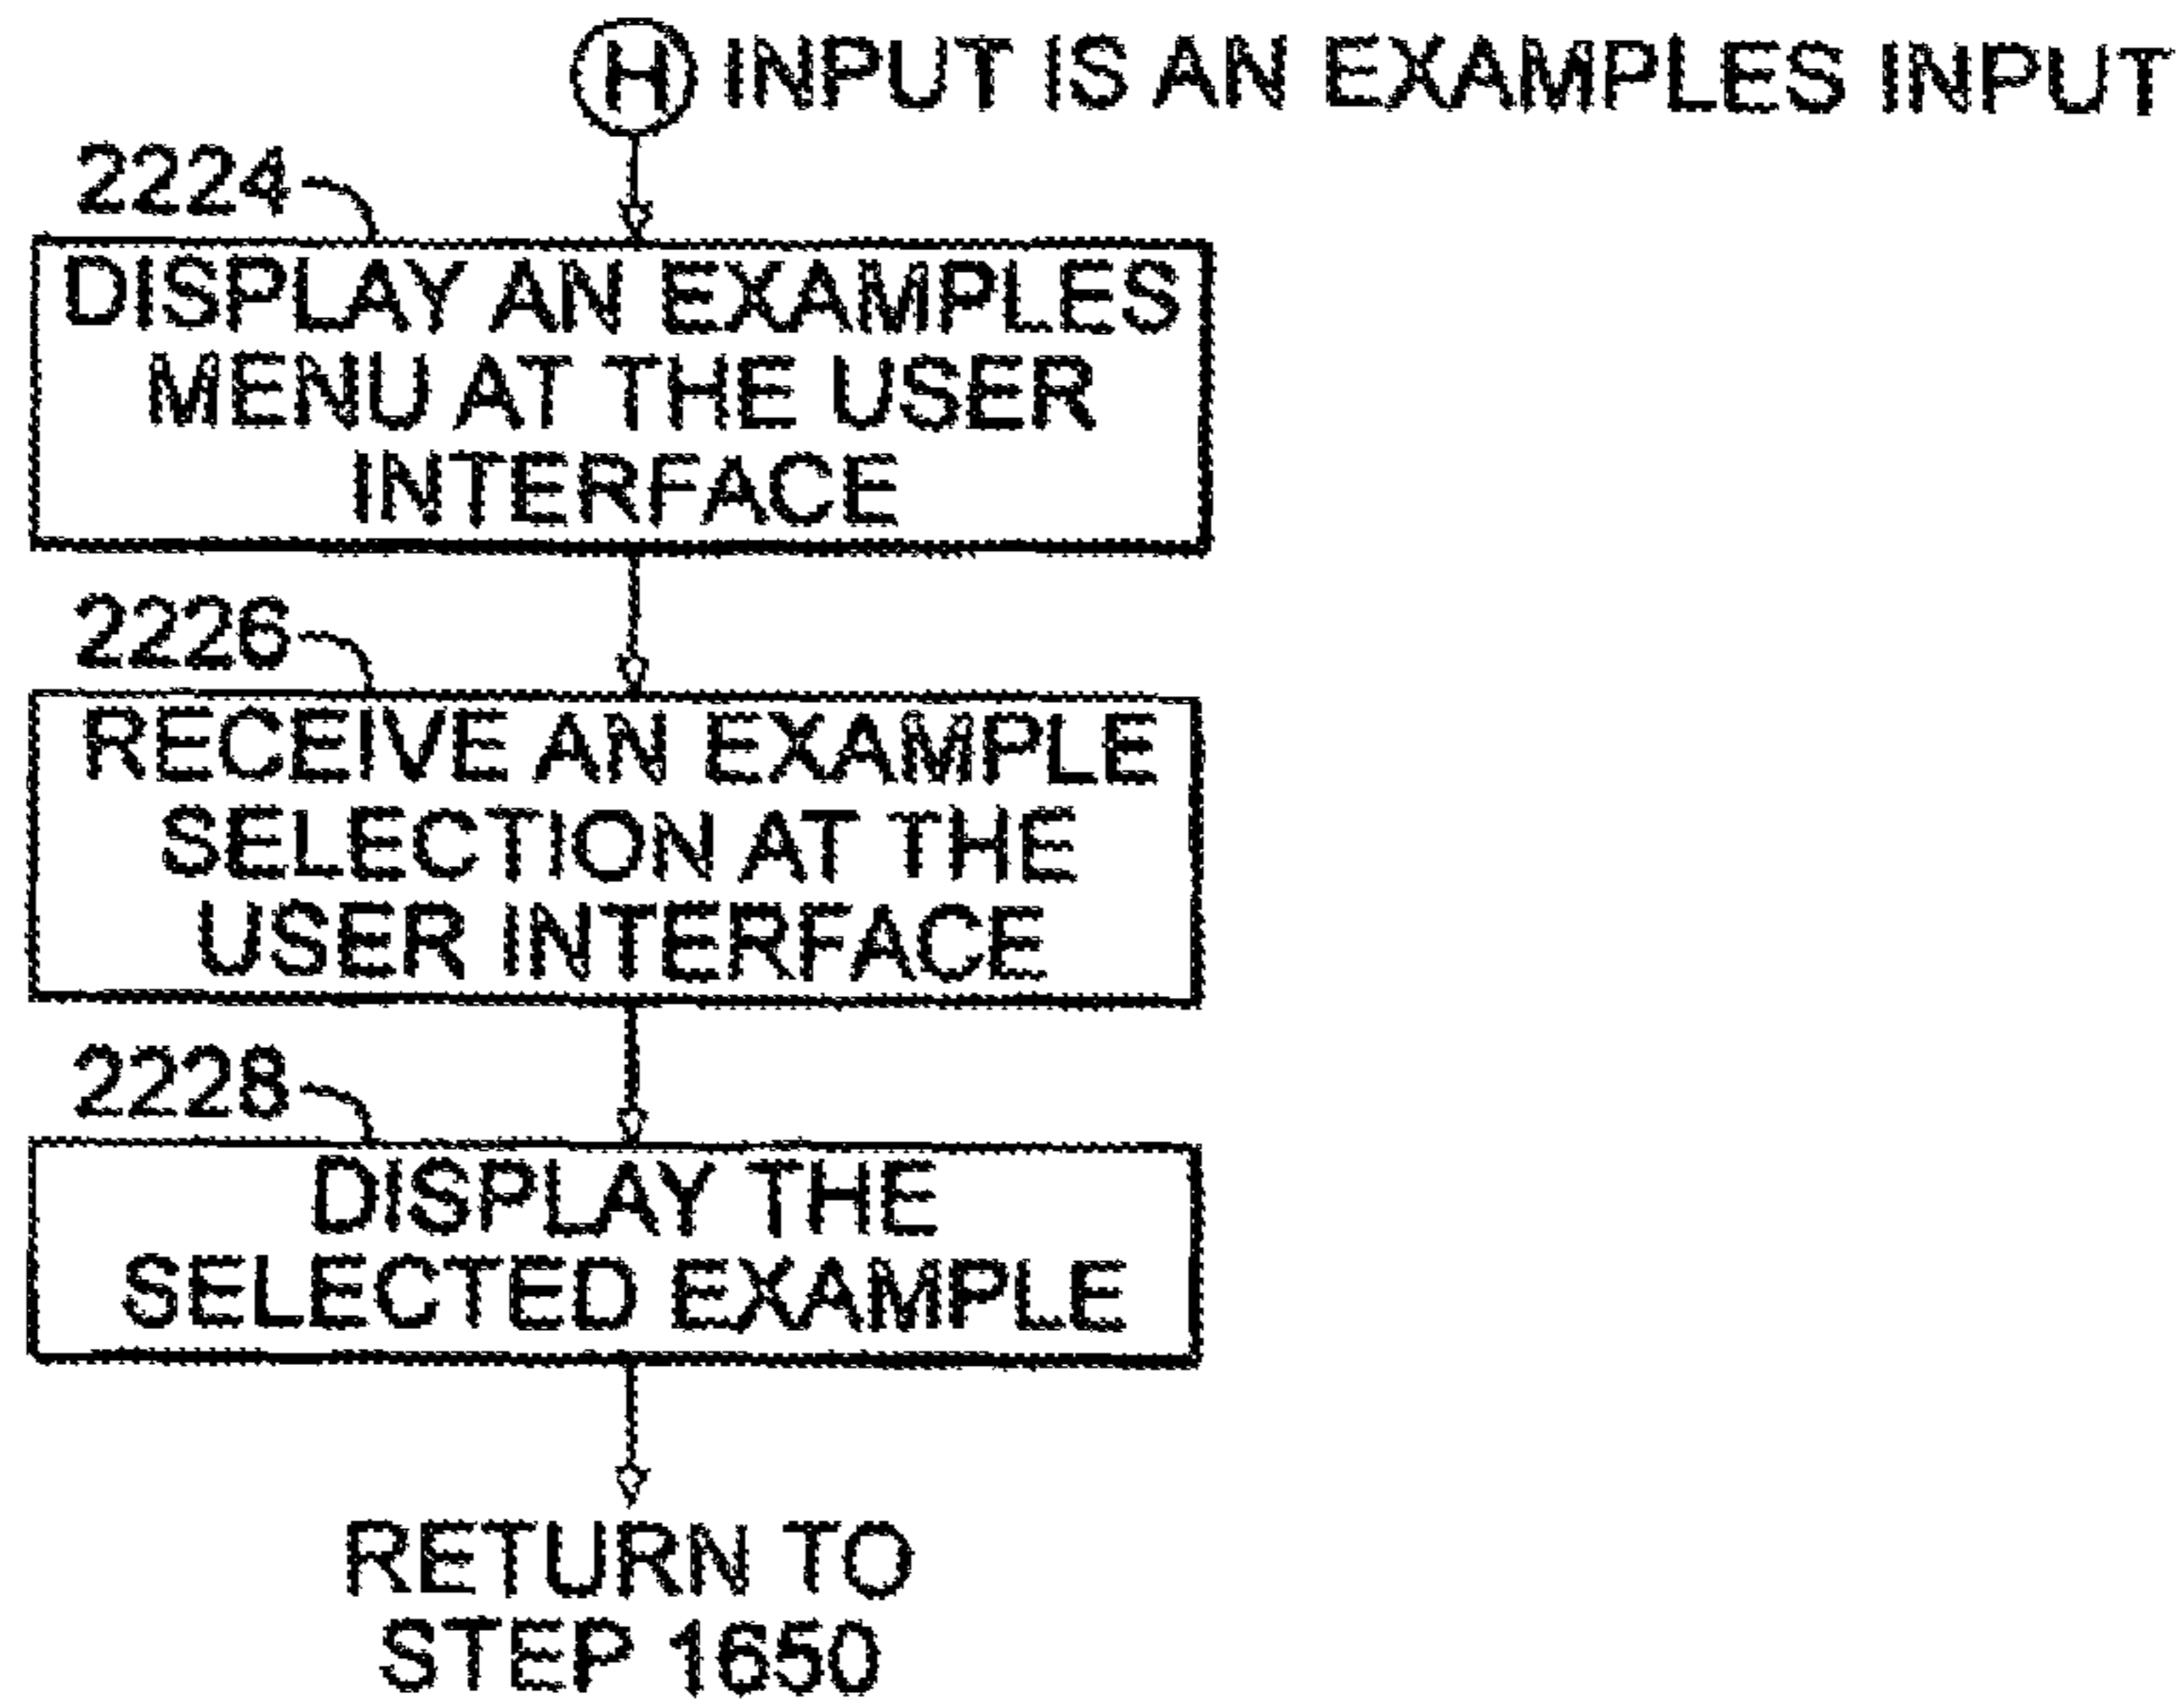 H INPUT IS AN EXAMPLES INPUT
2224
DISPLAY AN EXAMPLES
MENU AT THE USER
INTERFACE
2226
RECEIVE AN EXAMPLE
SELECTION AT THE
USER INTERFACE
2228
DISPLAY THE
SELECTED EXAMPLE
RETURN TO
STEP 1650